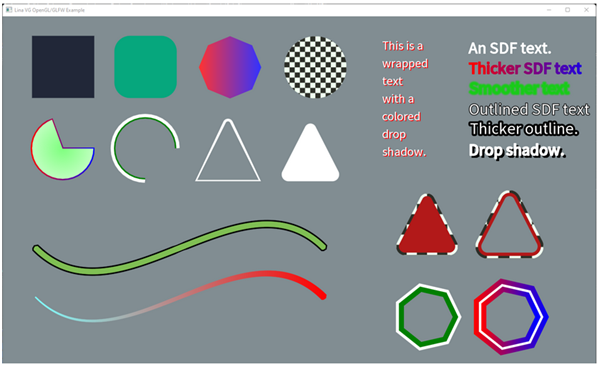 Lina VG OpenGL/GLFW Example
This is a
wrapped
text
with a
colored
drop
shadow.
An SDF text.
Thicker SDF text
Smoother text
Outlined SDF text
Thicker outline.
Drop shadow.